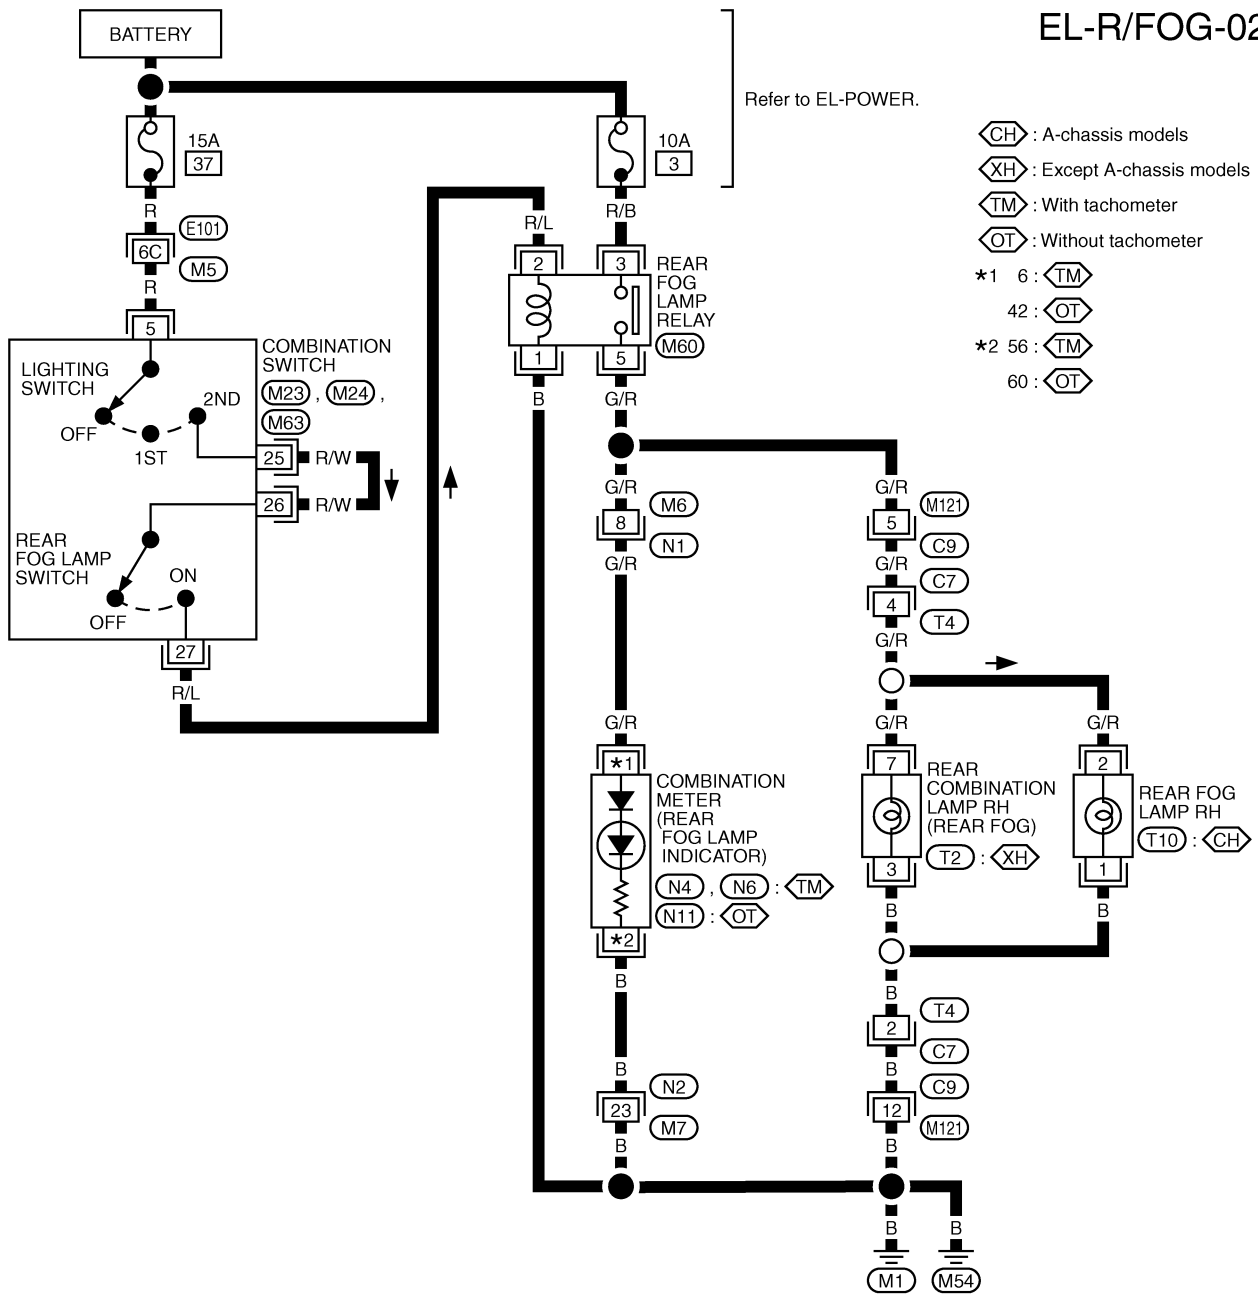 EL-R/FOG-02
BATTERY
Refer to EL-POWER.
15A
37
10A
3
CH : A-chassis models
XH : Except A-chassis models
TM : With tachometer
OT : Without tachometer
*1 6 : TM
42 : OT
*2 56 : TM
60 : OT
R
E101
6C
M5
R
5
R/L
R/B
2
3
REAR
FOG
LAMP
RELAY
M60
1
5
B
G/R
LIGHTING
SWITCH
OFF
1ST
2ND
COMBINATION
SWITCH
M23 , M24 ,
M63
25
R/W
26
R/W
REAR
FOG LAMP
SWITCH
ON
OFF
27
R/L
G/R
M6
8
N1
G/R
G/R
M121
5
C9
G/R
C7
4
T4
G/R
G/R
G/R
G/R
*1
COMBINATION
METER
(REAR
FOG LAMP
INDICATOR)
N4 , N6 : TM
N11 : OT
*2
B
7
REAR
COMBINATION
LAMP RH
(REAR FOG)
T2 : XH
3
B
2
REAR FOG
LAMP RH
T10 : CH
1
B
B
T4
2
C7
B
C9
12
M121
B
B
N2
23
M7
B
B
B
M1
M54